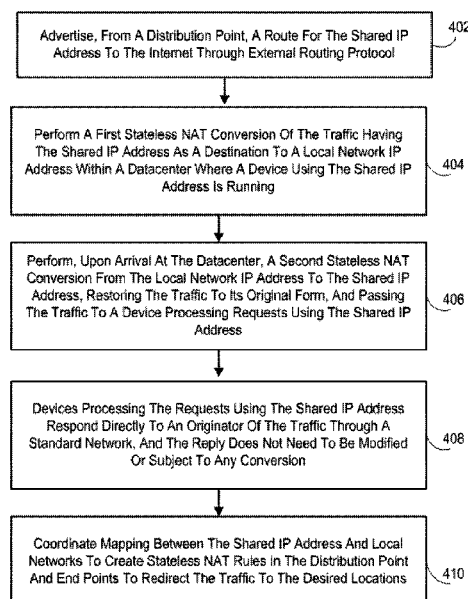 Advertise, From A Distribution Point, A Route For The Shared IP
Address To The Internet Through External Routing Protocol
402
Perform A First Stateless NAT Conversion Of The Traffic Having
The Shared IP Address As A Destination To A Local Network IP
Address Within A Datacenter Where A Device Using The Shared IP
Address Is Running
404
Perform, Upon Arrival At The Datacenter, A Second Stateless NAT
Conversion From The Local Network IP Address To The Shared IP
Address, Restoring The Traffic To Its Original Form, And Passing
The Traffic To A Device Processing Requests Using The Shared IP
Address
406
Devices Processing The Requests Using The Shared IP Address
Respond Directly To An Originator Of The Traffic Through A
Standard Network, And The Reply Does Not Need To Be Modified
Or Subject To Any Conversion
408
Coordinate Mapping Between The Shared IP Address And Local
Networks To Create Stateless NAT Rules In The Distribution Point
And End Points To Redirect The Traffic To The Desired Locations
410